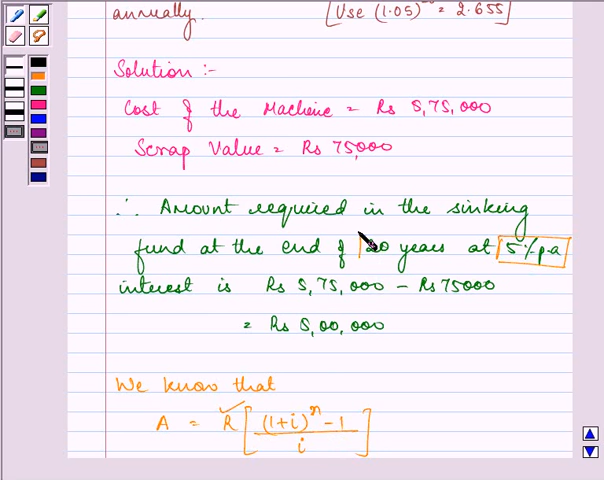 annually. [Use (1.05)²⁰ = 2.655]
Solution :-
Cost of the Machine = Rs 5,75,000
Scrap Value = Rs 75,000
∴ Amount required in the sinking
fund at the end of 20 years at 5% p.a
interest is Rs 5,75,000 - Rs 75000
= Rs 5,00,000
We know that
A = R [ (1+i)ⁿ - 1 / i ]